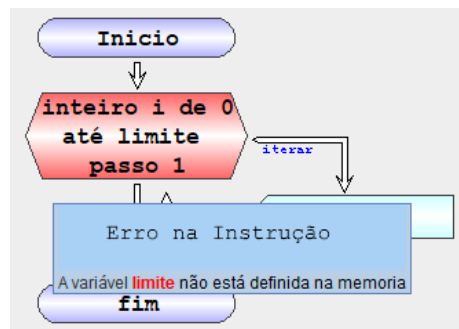 Inicio
inteiro i de 0
até limite
passo 1
iterar
Erro na Instrução
A variável limite não está definida na memoria
fim